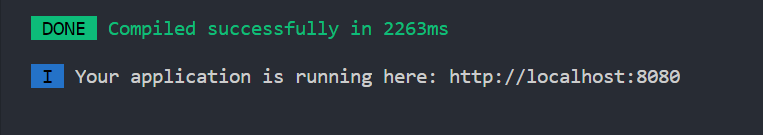 DONE Compiled successfully in 2263ms
I Your application is running here: http://localhost:8080